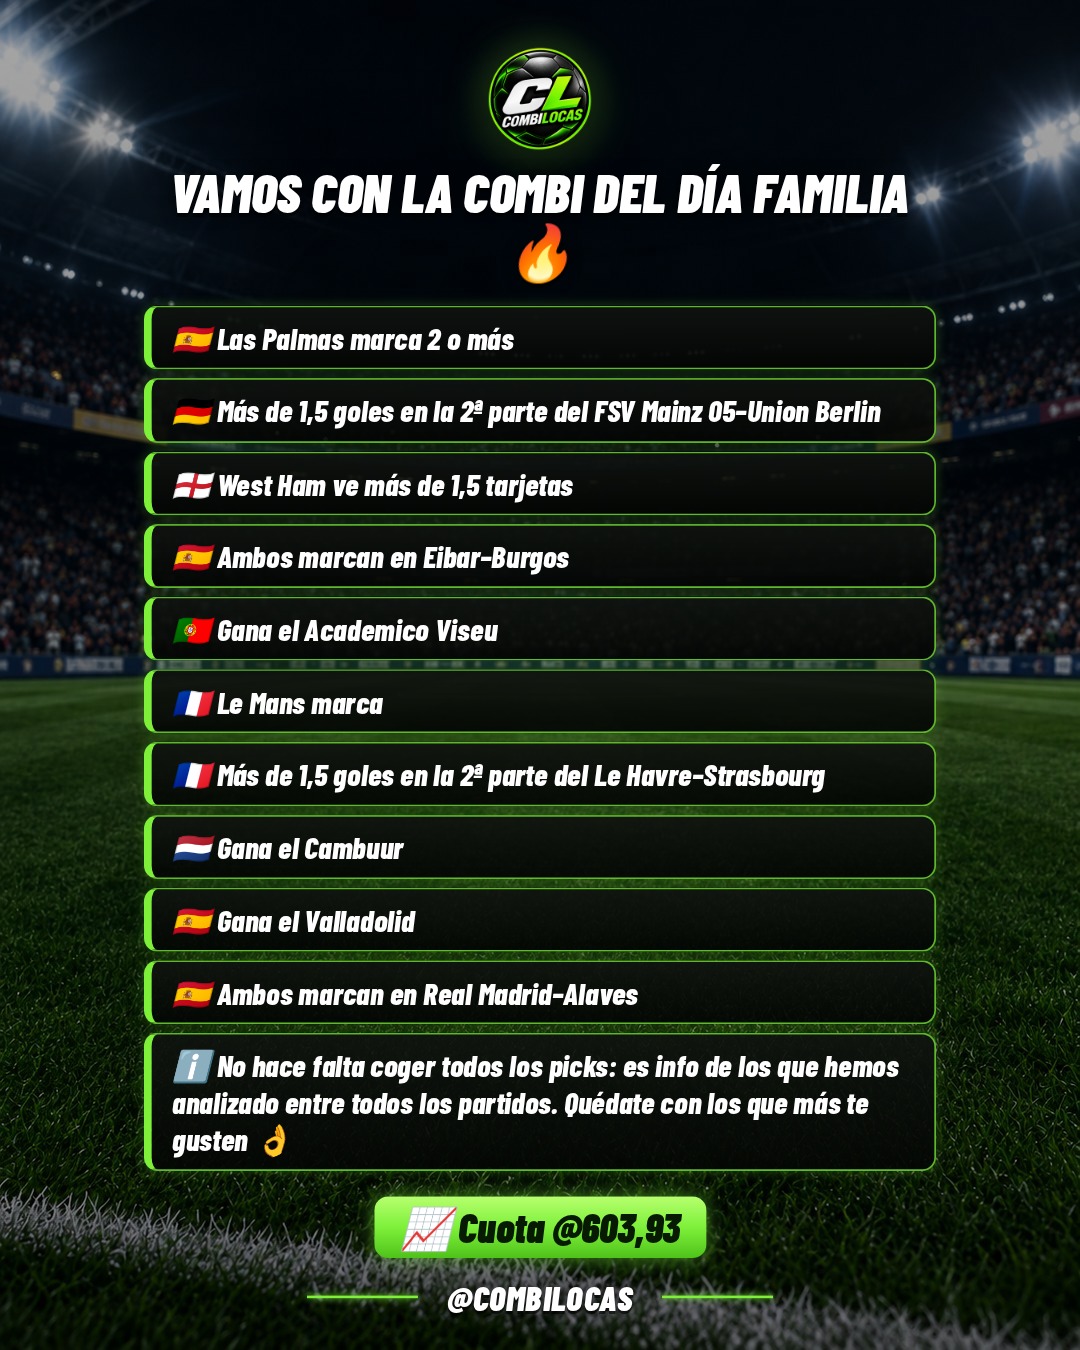 CL
COMBILOCAS
VAMOS CON LA COMBI DEL DÍA FAMILIA
🔥
🇪🇸 Las Palmas marca 2 o más
🇩🇪 Más de 1,5 goles en la 2ª parte del FSV Mainz 05-Union Berlin
🏴󠁧󠁢󠁥󠁮󠁧󠁿 West Ham ve más de 1,5 tarjetas
🇪🇸 Ambos marcan en Eibar-Burgos
🇵🇹 Gana el Academico Viseu
🇫🇷 Le Mans marca
🇫🇷 Más de 1,5 goles en la 2ª parte del Le Havre-Strasbourg
🇳🇱 Gana el Cambuur
🇪🇸 Gana el Valladolid
🇪🇸 Ambos marcan en Real Madrid-Alaves
ℹ️ No hace falta coger todos los picks: es info de los que hemos
analizado entre todos los partidos. Quédate con los que más te
gusten 👌
📈 Cuota @603,93
@COMBILOCAS